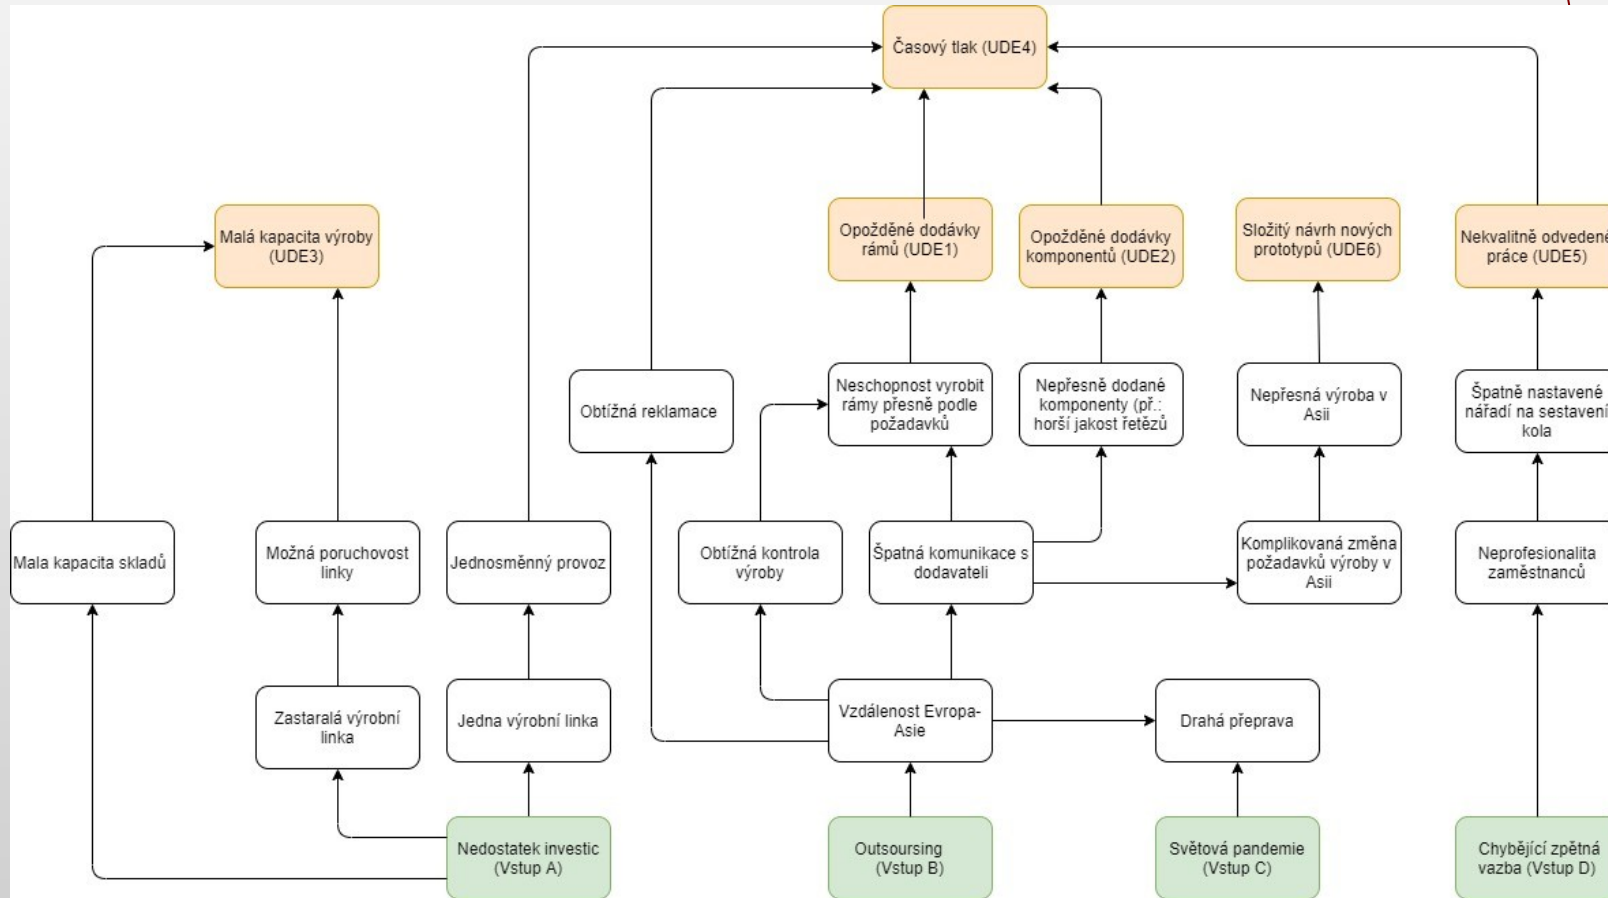 Časový tlak (UDE4)
Malá kapacita výroby
(UDE3)
Opožděné dodávky
rámů (UDE1)
Opožděné dodávky
komponentů (UDE2)
Složitý návrh nových
prototypů (UDE6)
Nekvalitně odvedené
práce (UDE5)
Obtížná reklamace
Neschopnost vyrobit
rámy přesně podle
požadavků
Nepřesně dodané
komponenty (př.:
horší jakost řetězů
Nepřesná výroba v
Asii
Špatně nastavené
nářadí na sestavení
kola
Mala kapacita skladů
Možná poruchovost
linky
Jednosměnný provoz
Obtížná kontrola
výroby
Špatná komunikace s
dodavateli
Komplikovaná změna
požadavků výroby v
Asii
Neprofesionalita
zaměstnanců
Zastaralá výrobní
linka
Jedna výrobní linka
Vzdálenost Evropa-
Asie
Drahá přeprava
Nedostatek investic
(Vstup A)
Outsoursing
(Vstup B)
Světová pandemie
(Vstup C)
Chybějící zpětná
vazba (Vstup D)